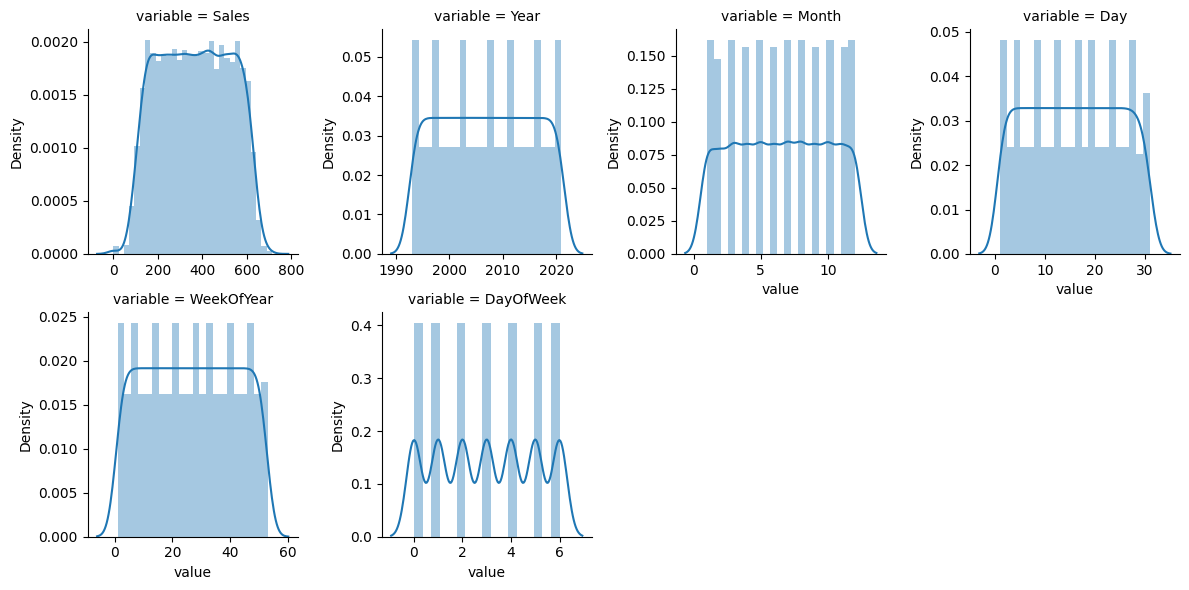 variable = Sales
variable = Year
variable = Month
variable = Day
Density
0.0020
0.0015
0.0010
0.0005
0.0000
0 200 400 600 800
Density
0.05
0.04
0.03
0.02
0.01
0.00
1990 2000 2010 2020
Density
0.150
0.125
0.100
0.075
0.050
0.025
0.000
0 5 10
value
Density
0.05
0.04
0.03
0.02
0.01
0.00
0 10 20 30
value
variable = WeekOfYear
variable = DayOfWeek
Density
0.025
0.020
0.015
0.010
0.005
0.000
0 20 40 60
value
Density
0.4
0.3
0.2
0.1
0.0
0 2 4 6
value